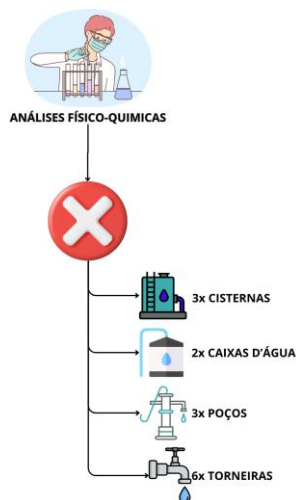 ANÁLISES FÍSICO-QUIMICAS
3x CISTERNAS
2x CAIXAS D'ÁGUA
3x POÇOS
6x TORNEIRAS